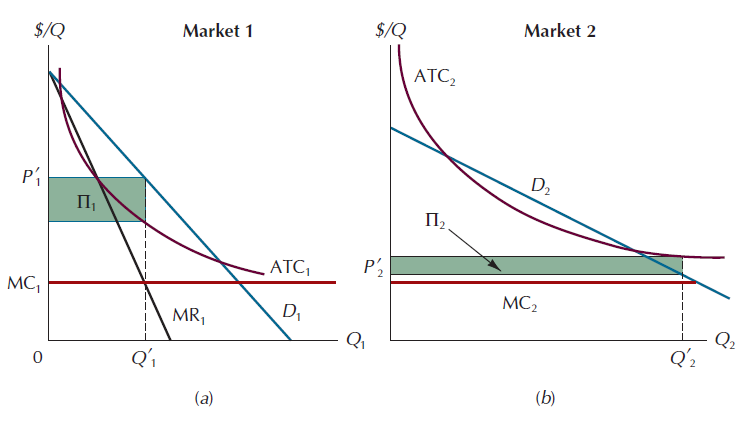 $/Q
Market 1
P′₁
Π₁
MC₁
ATC₁
MR₁
D₁
Q₁
0
Q′₁
(a)
$/Q
Market 2
ATC₂
D₂
Π₂
P′₂
MC₂
Q₂
Q′₂
(b)